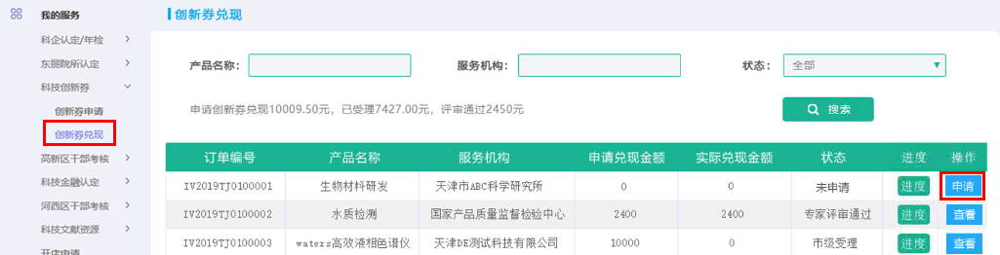 我的服务
科企认定/年检
东丽院所认定
科技创新券
创新券申请
创新券兑现
高新区干部考核
科技金融认定
河西区干部考核
科技文献资源
开店申请
创新券兑现
产品名称： 服务机构： 状态： 全部
申请创新券兑现10009.50元，已受理7427.00元，评审通过2450元 搜索
订单编号 产品名称 服务机构 申请兑现金额 实际兑现金额 状态 进度 操作
IV2019TJ0100001 生物材料研发 天津市ABC科学研究所 0 0 未申请 进度 申请
IV2019TJ0100002 水质检测 国家产品质量监督检验中心 2400 2400 专家评审通过 进度 查看
IV2019TJ0100003 waters高效液相色谱仪 天津DE测试科技有限公司 10000 0 市级受理 进度 查看